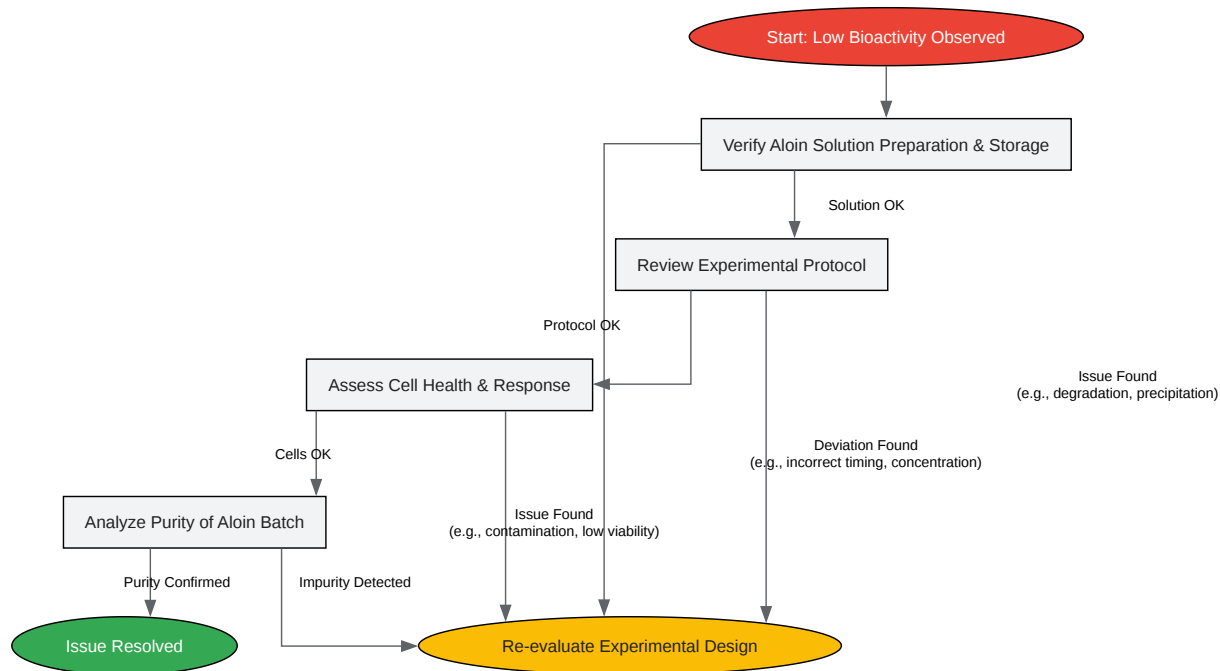 Start: Low Bioactivity Observed
Verify Aloin Solution Preparation & Storage
Solution OK
Review Experimental Protocol
Protocol OK
Assess Cell Health & Response
Issue Found
(e.g., degradation, precipitation)
Deviation Found
(e.g., incorrect timing, concentration)
Cells OK
Analyze Purity of Aloin Batch
Issue Found
(e.g., contamination, low viability)
Purity Confirmed
Impurity Detected
Issue Resolved
Re-evaluate Experimental Design